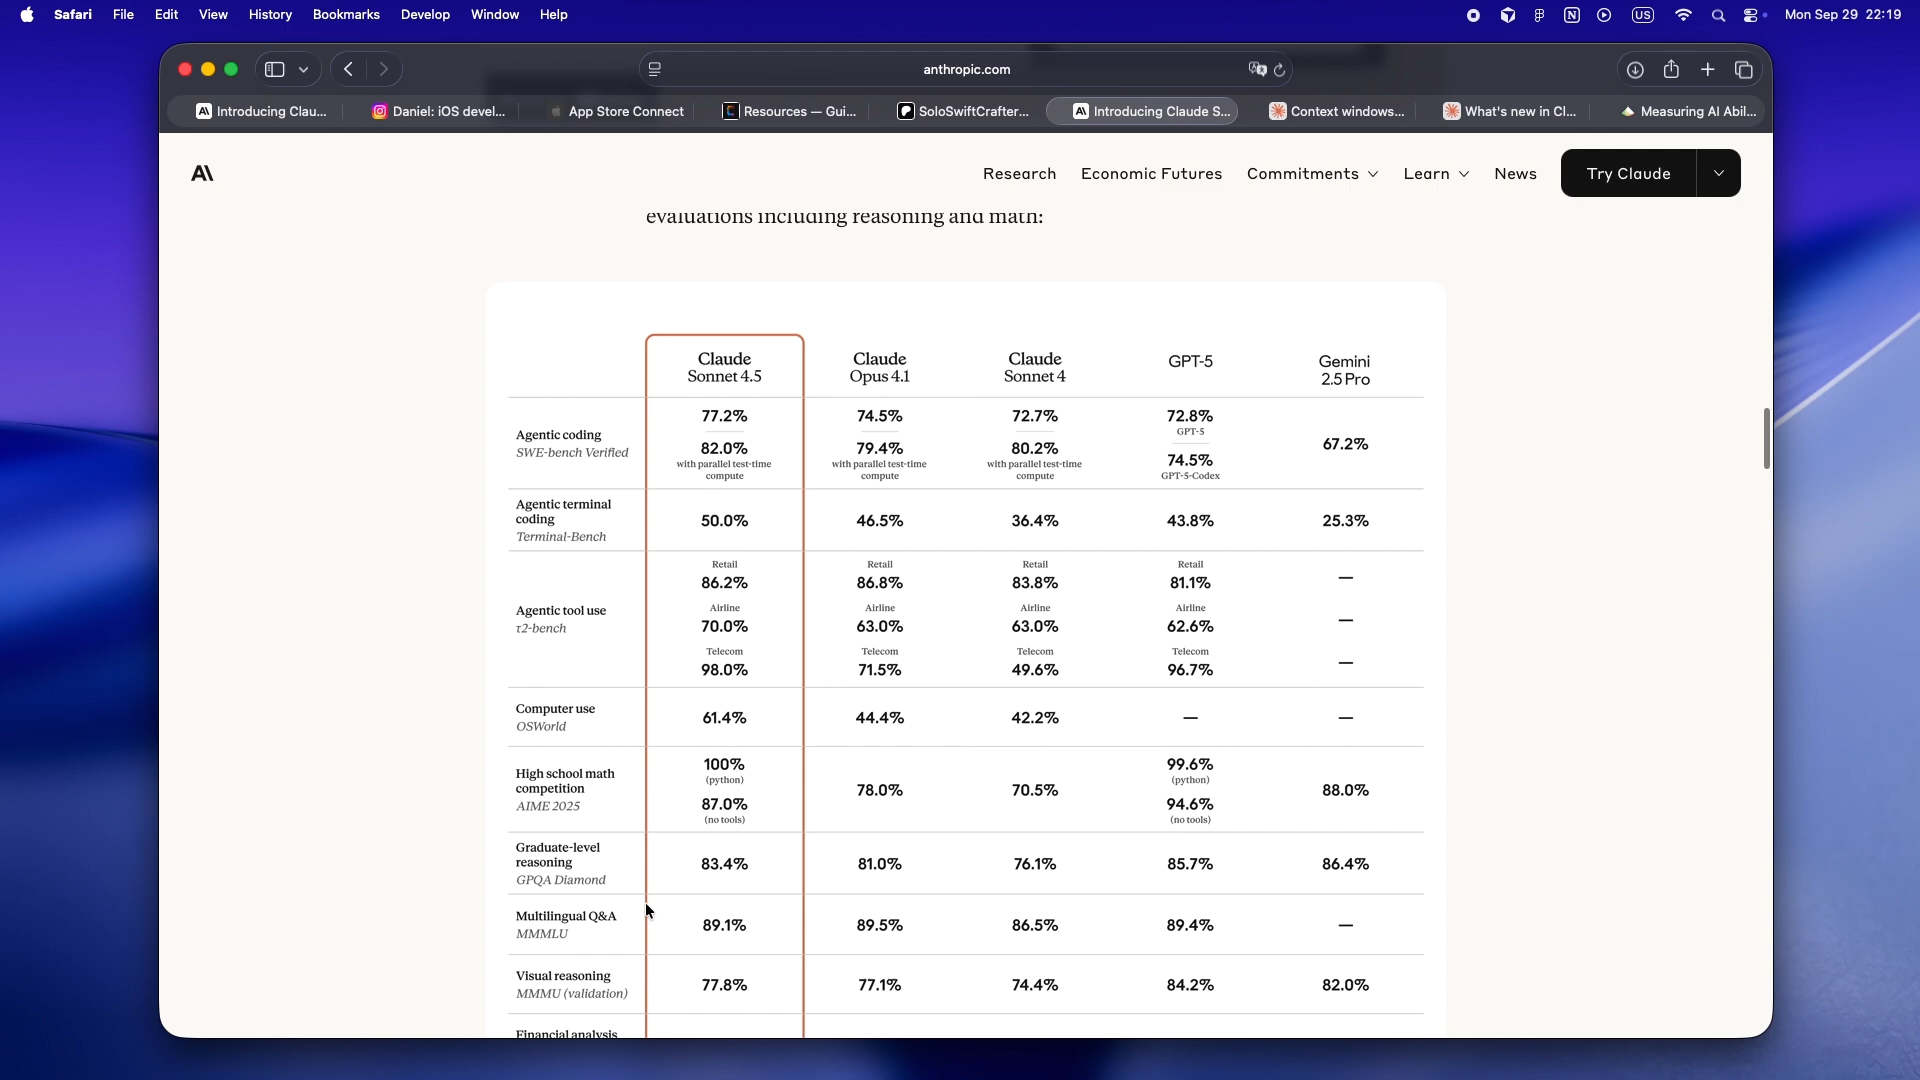 Safari File Edit View History Bookmarks Develop Window Help
US
Mon Sep 29 22:19
anthropic.com
Introducing Clau...
Daniel: iOS devel...
App Store Connect
Resources — Gui...
SoloSwiftCrafter...
Introducing Claude S...
Context windows...
What's new in Cl...
Measuring AI Abil...
Research Economic Futures Commitments Learn News Try Claude
evaluations including reasoning and math:
Claude Sonnet 4.5
Claude Opus 4.1
Claude Sonnet 4
GPT-5
Gemini 2.5 Pro
Agentic coding
SWE-bench Verified
77.2%
82.0%
with parallel test-time
compute
74.5%
79.4%
with parallel test-time
compute
72.7%
80.2%
with parallel test-time
compute
72.8%
GPT-5
74.5%
GPT-5-Codex
67.2%
Agentic terminal
coding
Terminal-Bench
50.0% 46.5% 36.4% 43.8% 25.3%
Agentic tool use
τ2-bench
Retail Retail Retail Retail
86.2% 86.8% 83.8% 81.1% —
Airline Airline Airline Airline
70.0% 63.0% 63.0% 62.6% —
Telecom Telecom Telecom Telecom
98.0% 71.5% 49.6% 96.7% —
Computer use
OSWorld
61.4% 44.4% 42.2% — —
High school math
competition
AIME 2025
100%
(python)
87.0%
(no tools)
78.0%
70.5%
99.6%
(python)
94.6%
(no tools)
88.0%
Graduate-level
reasoning
GPQA Diamond
83.4% 81.0% 76.1% 85.7% 86.4%
Multilingual Q&A
MMMLU
89.1% 89.5% 86.5% 89.4% —
Visual reasoning
MMMU (validation)
77.8% 77.1% 74.4% 84.2% 82.0%
Financial analysis